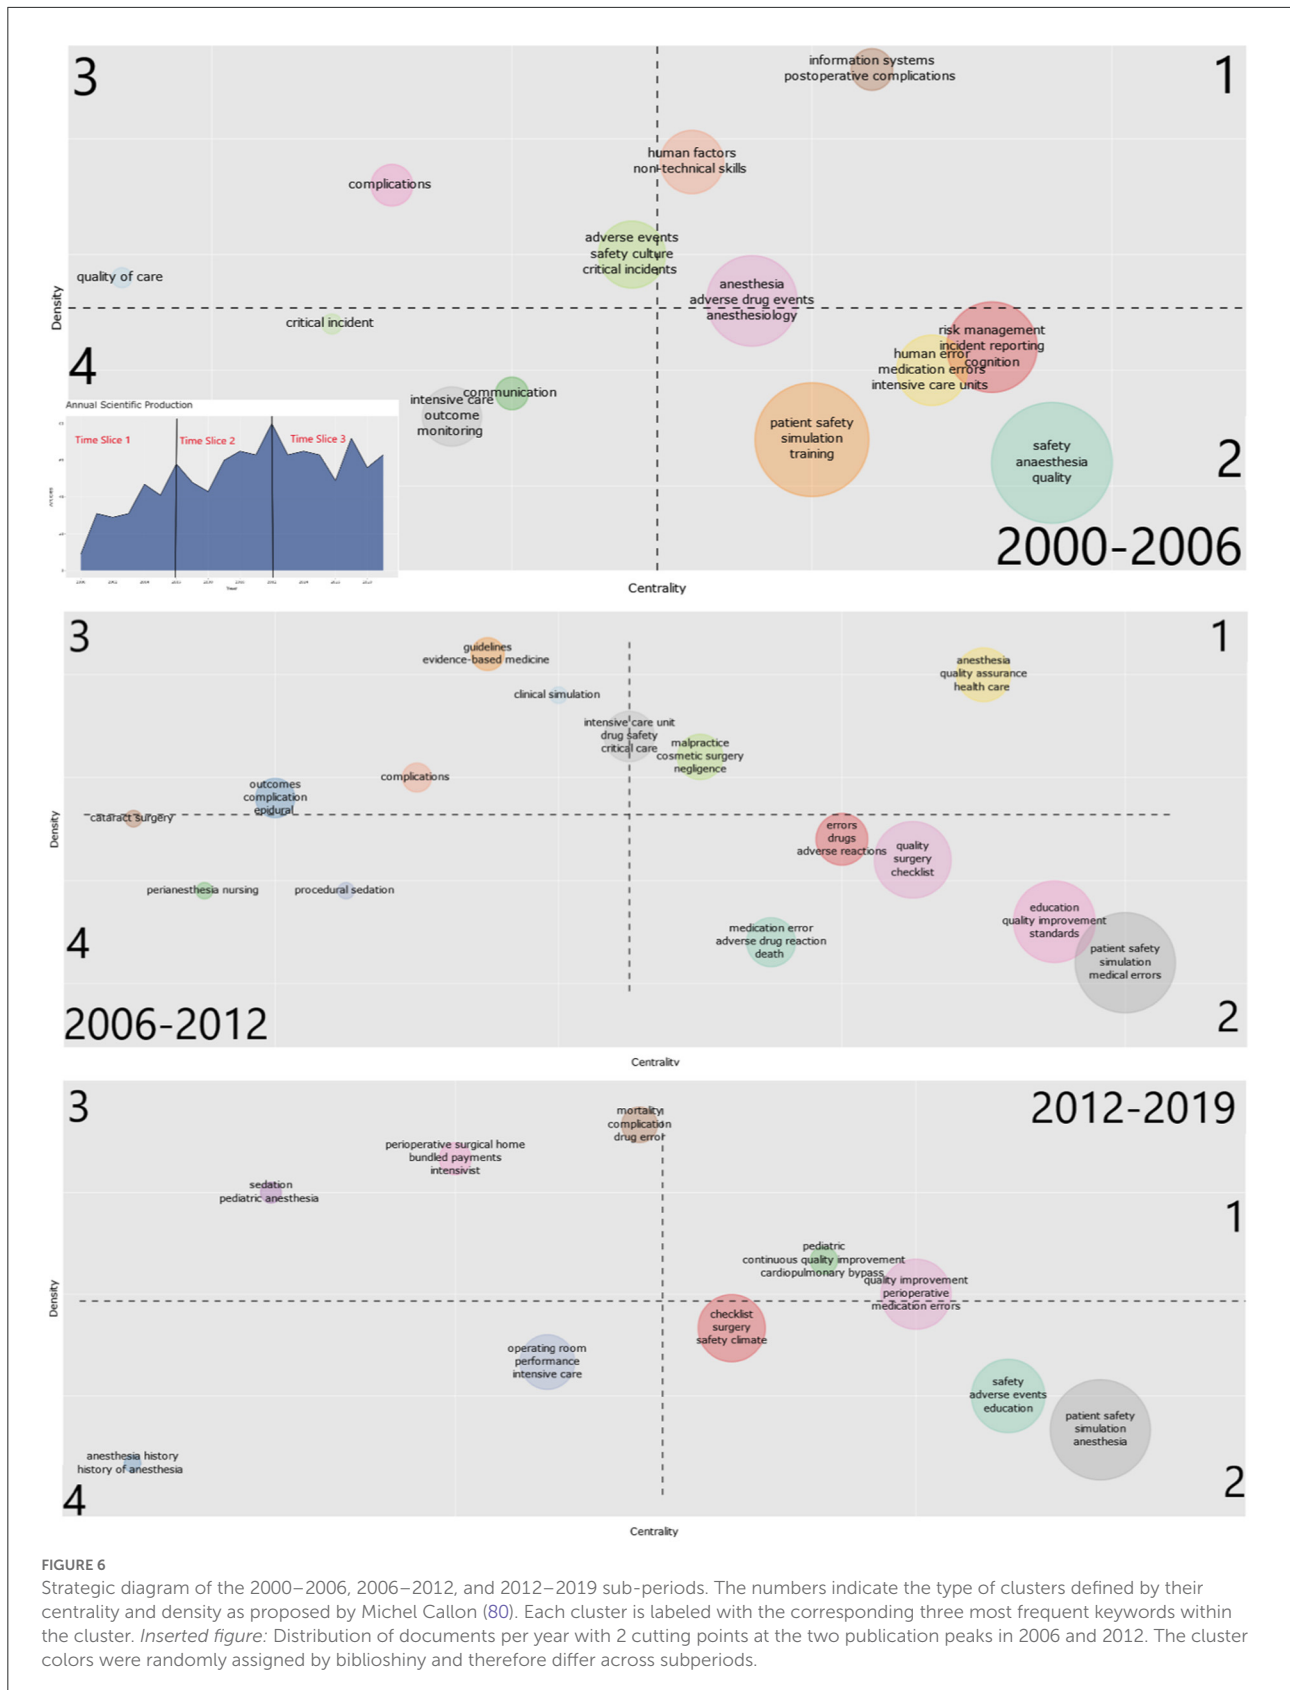 3
1
information systems
postoperative complications
human factors
non-technical skills
complications
adverse events
safety culture
critical incidents
quality of care
anesthesia
adverse drug events
anesthesiology
Density
critical incident
risk management
incident reporting
cognition
human error
medication errors
intensive care units
4
communication
intensive care
outcome
monitoring
patient safety
simulation
training
safety
anaesthesia
quality
2
Annual Scientific Production
Time Slice 1
Time Slice 2
Time Slice 3
2000-2006
Centrality
3
1
guidelines
evidence-based medicine
anesthesia
quality assurance
health care
clinical simulation
intensive care unit
drug safety
critical care
malpractice
cosmetic surgery
negligence
complications
outcomes
complication
epidural
cataract surgery
Density
errors
drugs
adverse reactions
quality
surgery
checklist
perianesthesia nursing
procedural sedation
education
quality improvement
standards
4
medication error
adverse drug reaction
death
patient safety
simulation
medical errors
2006-2012
2
Centrality
3
2012-2019
mortality
complication
drug error
perioperative surgical home
bundled payments
intensivist
sedation
pediatric anesthesia
1
pediatric
continuous quality improvement
cardiopulmonary bypass
quality improvement
perioperative
medication errors
Density
checklist
surgery
safety climate
operating room
performance
intensive care
safety
adverse events
education
patient safety
simulation
anesthesia
anesthesia history
history of anesthesia
4
2
Centrality
FIGURE 6
Strategic diagram of the 2000–2006, 2006–2012, and 2012–2019 sub-periods. The numbers indicate the type of clusters defined by their
centrality and density as proposed by Michel Callon (80). Each cluster is labeled with the corresponding three most frequent keywords within
the cluster. Inserted figure: Distribution of documents per year with 2 cutting points at the two publication peaks in 2006 and 2012. The cluster
colors were randomly assigned by biblioshiny and therefore differ across subperiods.